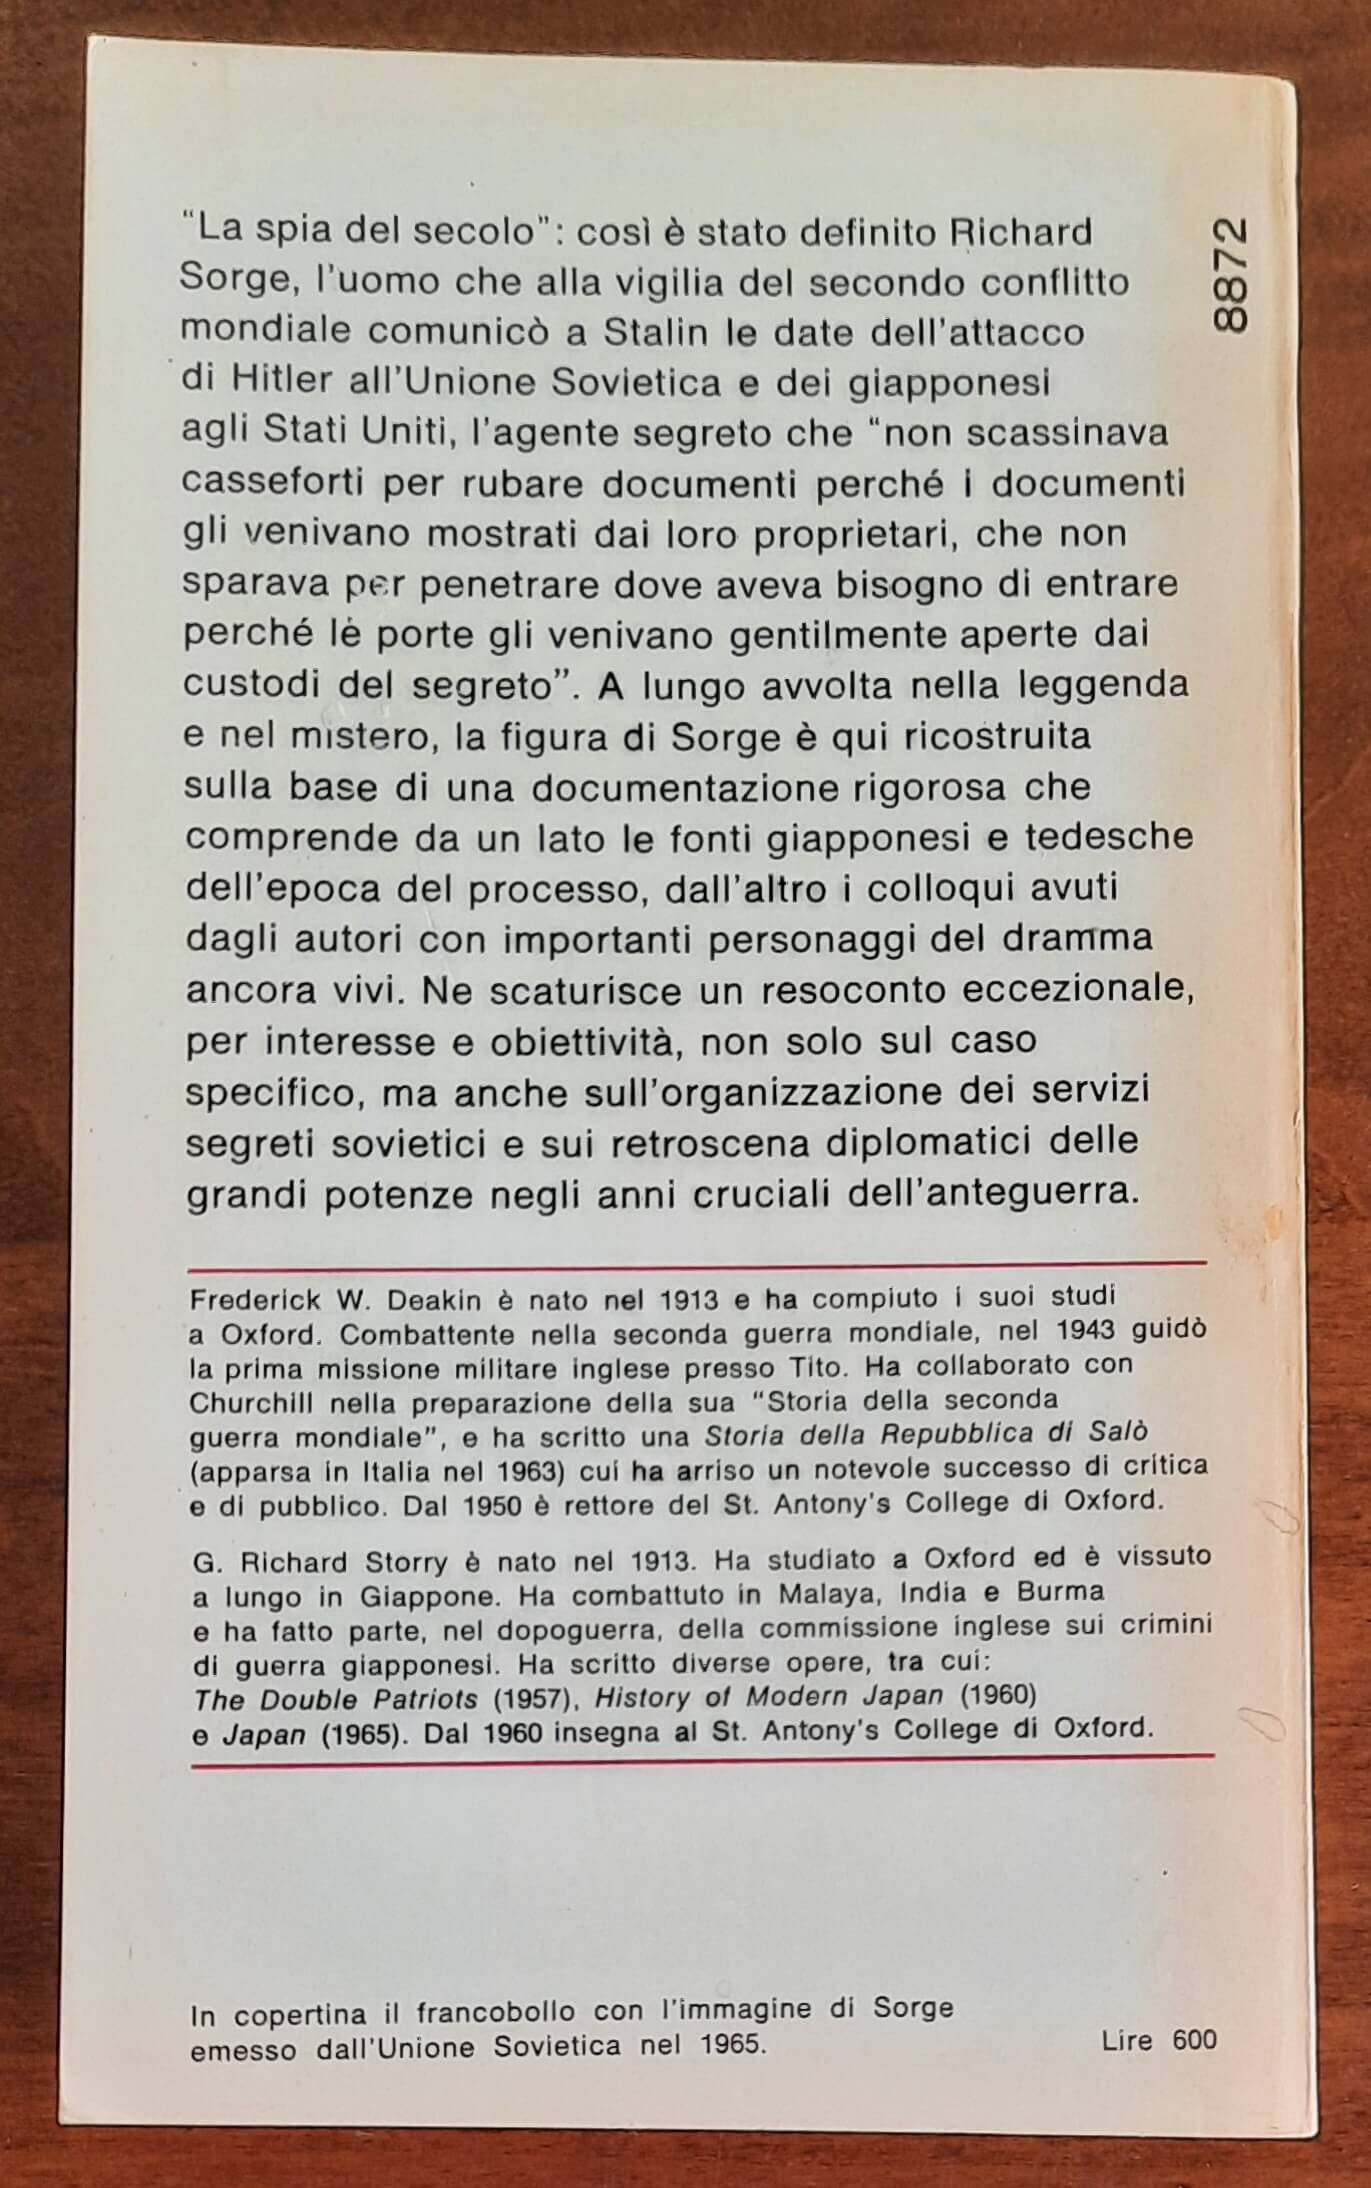 "La spia del secolo": così è stato definito Richard
Sorge, l'uomo che alla vigilia del secondo conflitto
mondiale comunicò a Stalin le date dell'attacco
di Hitler all'Unione Sovietica e dei giapponesi
agli Stati Uniti, l'agente segreto che "non scassinava
casseforti per rubare documenti perché i documenti
gli venivano mostrati dai loro proprietari, che non
sparava per penetrare dove aveva bisogno di entrare
perché le porte gli venivano gentilmente aperte dai
custodi del segreto". A lungo avvolta nella leggenda
e nel mistero, la figura di Sorge è qui ricostruita
sulla base di una documentazione rigorosa che
comprende da un lato le fonti giapponesi e tedesche
dell'epoca del processo, dall'altro i colloqui avuti
dagli autori con importanti personaggi del dramma
ancora vivi. Ne scaturisce un resoconto eccezionale,
per interesse e obiettività, non solo sul caso
specifico, ma anche sull'organizzazione dei servizi
segreti sovietici e sui retroscena diplomatici delle
grandi potenze negli anni cruciali dell'anteguerra.
8872
Frederick W. Deakin è nato nel 1913 e ha compiuto i suoi studi
a Oxford. Combattente nella seconda guerra mondiale, nel 1943 guidò
la prima missione militare inglese presso Tito. Ha collaborato con
Churchill nella preparazione della sua "Storia della seconda
guerra mondiale", e ha scritto una Storia della Repubblica di Salò
(apparsa in Italia nel 1963) cui ha arriso un notevole successo di critica
e di pubblico. Dal 1950 è rettore del St. Antony's College di Oxford.
G. Richard Storry è nato nel 1913. Ha studiato a Oxford ed è vissuto
a lungo in Giappone. Ha combattuto in Malaya, India e Burma
e ha fatto parte, nel dopoguerra, della commissione inglese sui crimini
di guerra giapponesi. Ha scritto diverse opere, tra cui:
The Double Patriots (1957), History of Modern Japan (1960)
e Japan (1965). Dal 1960 insegna al St. Antony's College di Oxford.
In copertina il francobollo con l'immagine di Sorge
emesso dall'Unione Sovietica nel 1965.
Lire 600